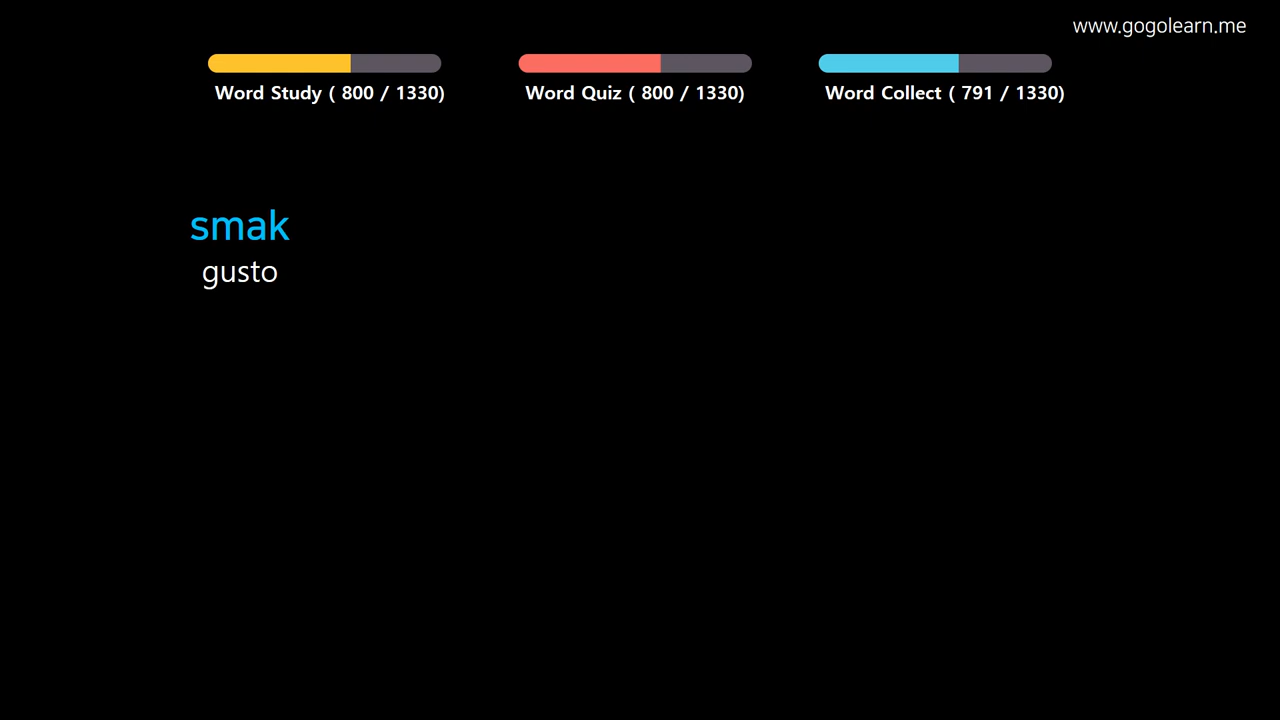 www.gogolearn.me
Word Study ( 800 / 1330)
Word Quiz ( 800 / 1330)
Word Collect ( 791 / 1330)
smak
gusto